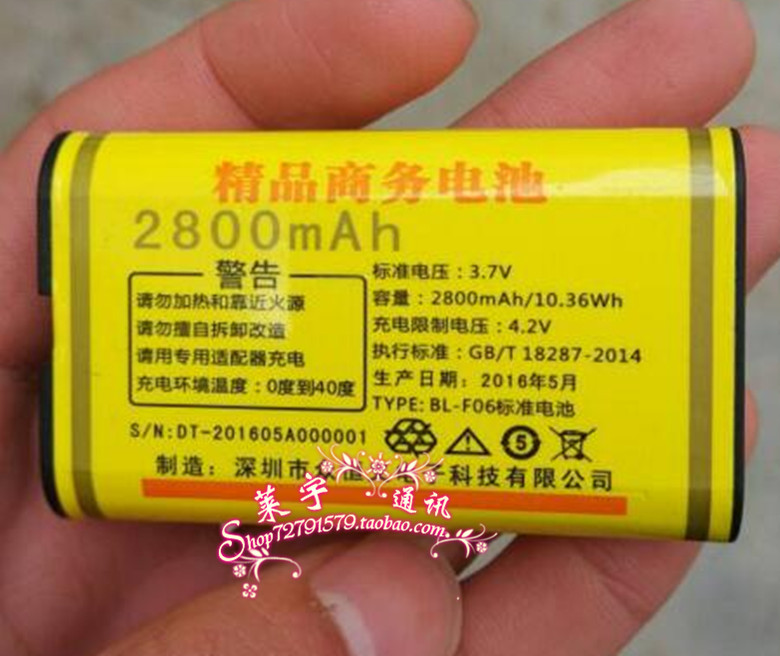 精品商务电池
2800mAh
警告
请勿加热和靠近火源
请勿擅自拆卸改造
请用专用适配器充电
充电环境温度：0度到40度
标准电压：3.7V
容量：2800mAh/10.36Wh
充电限制电压：4.2V
执行标准：GB/T 18287-2014
生产日期：2016年5月
TYPE: BL-F06标准电池
S/N:DT-201605A000001
5
制造：深圳市众恒 电子科技有限公司
莱宇通讯
Shop72791579.taobao.com